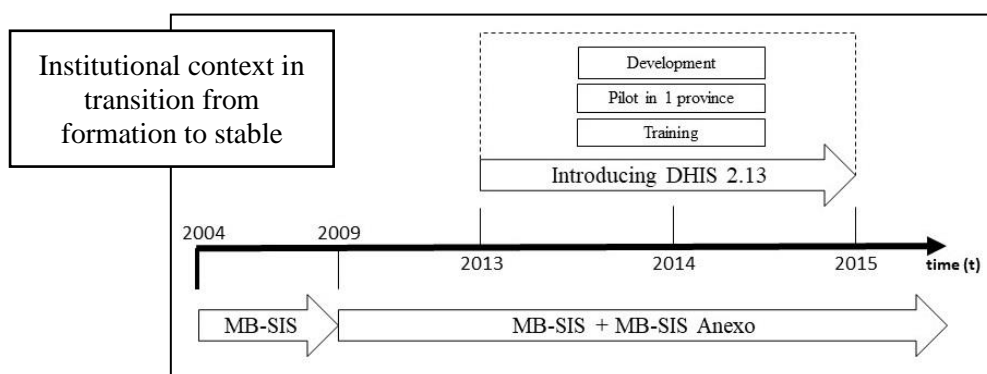 Institutional context in
transition from
formation to stable
Development
Pilot in 1 province
Training
Introducing DHIS 2.13
2004
2009
2013
2014
2015
time (t)
MB-SIS
MB-SIS + MB-SIS Anexo